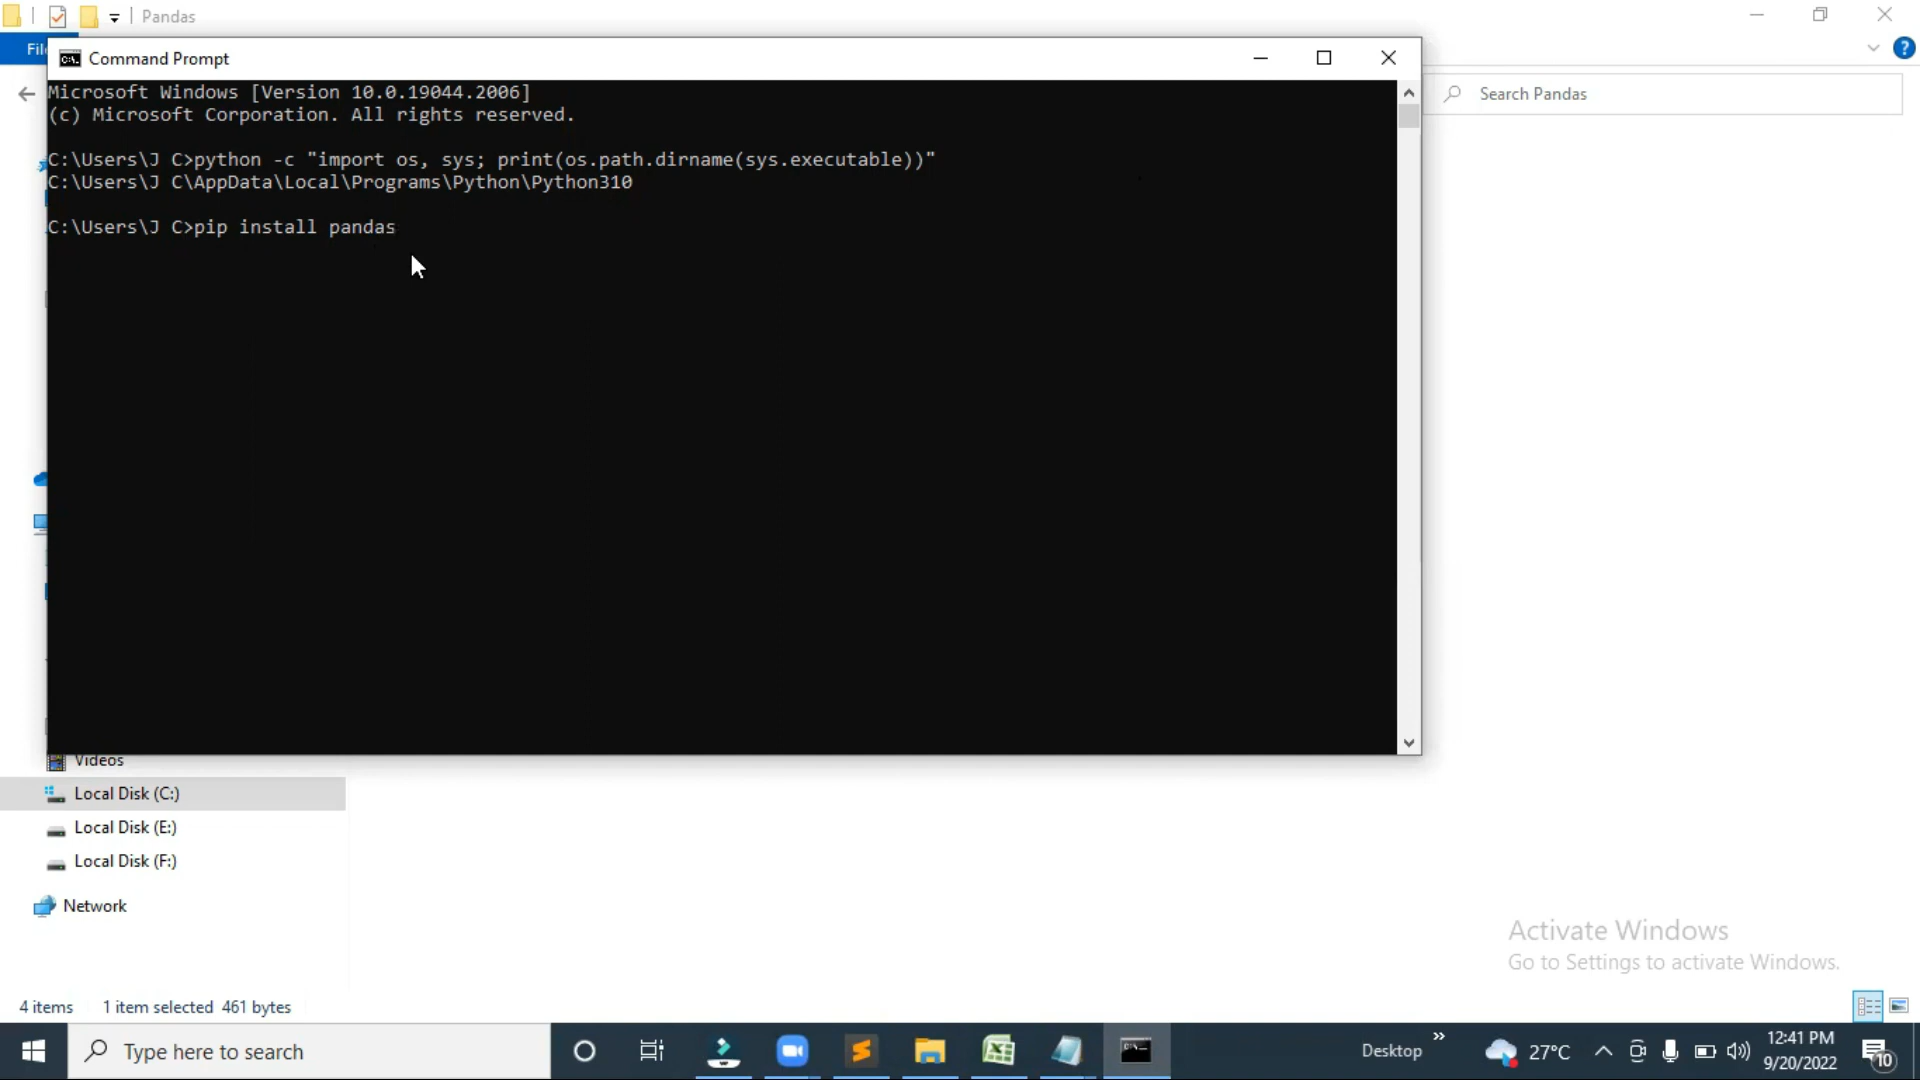 Pandas
File
Command Prompt
Microsoft Windows [Version 10.0.19044.2006]
(c) Microsoft Corporation. All rights reserved.
Search Pandas
C:\Users\J C>python -c "import os, sys; print(os.path.dirname(sys.executable))"
C:\Users\J C\AppData\Local\Programs\Python\Python310
C:\Users\J C>pip install pandas
Videos
Local Disk (C:)
Local Disk (E:)
Local Disk (F:)
Network
Activate Windows
Go to Settings to activate Windows.
4 items 1 item selected 461 bytes
Type here to search
Desktop
27°C
12:41 PM
9/20/2022
10